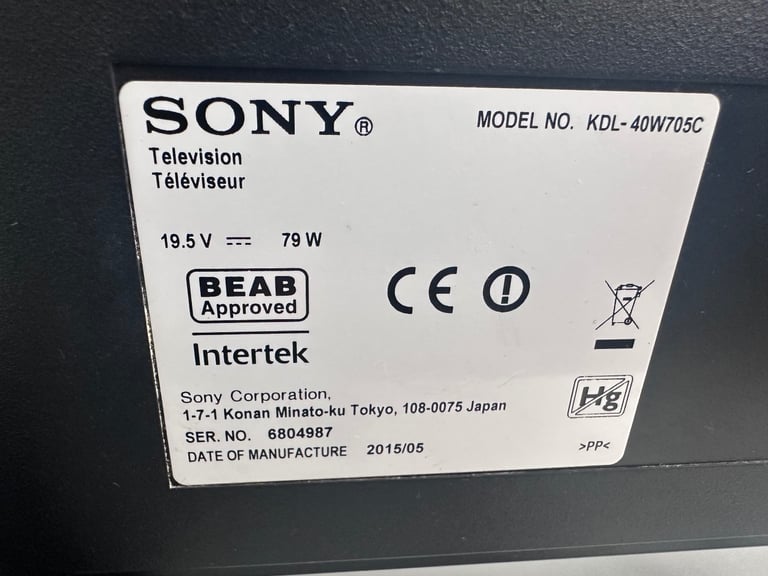 SONY®
MODEL NO. KDL-40W705C
Television
Téléviseur
19.5 V 79 W
BEAB
Approved
Intertek
CE
Hg
Sony Corporation,
1-7-1 Konan Minato-ku Tokyo, 108-0075 Japan
SER. NO. 6804987
DATE OF MANUFACTURE 2015/05
>PP<